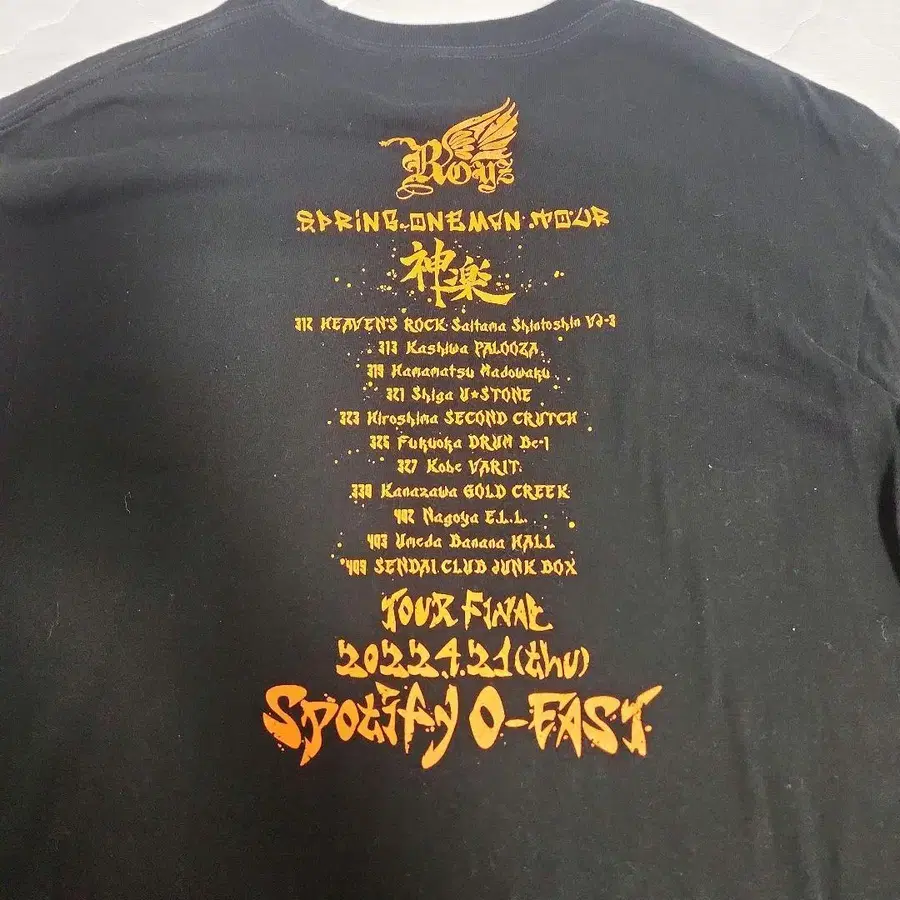 Royz
SPRING ONEMAN TOUR
神楽
312 HEAVEN'S ROCK Saitama Shintoshin VJ-3
313 Kashiwa PALOOZA
319 Hamamatsu Madowaku
321 Shiga U★STONE
323 Hiroshima SECOND CRUTCH
326 Fukuoka DRUM Be-1
327 Kobe VARIT.
330 Kanazawa GOLD CREEK
402 Nagoya E.L.L.
403 Umeda Banana HALL
409 SENDAI CLUB JUNK BOX
TOUR FINAL
2022.4.21(thu)
Spotify O-EAST